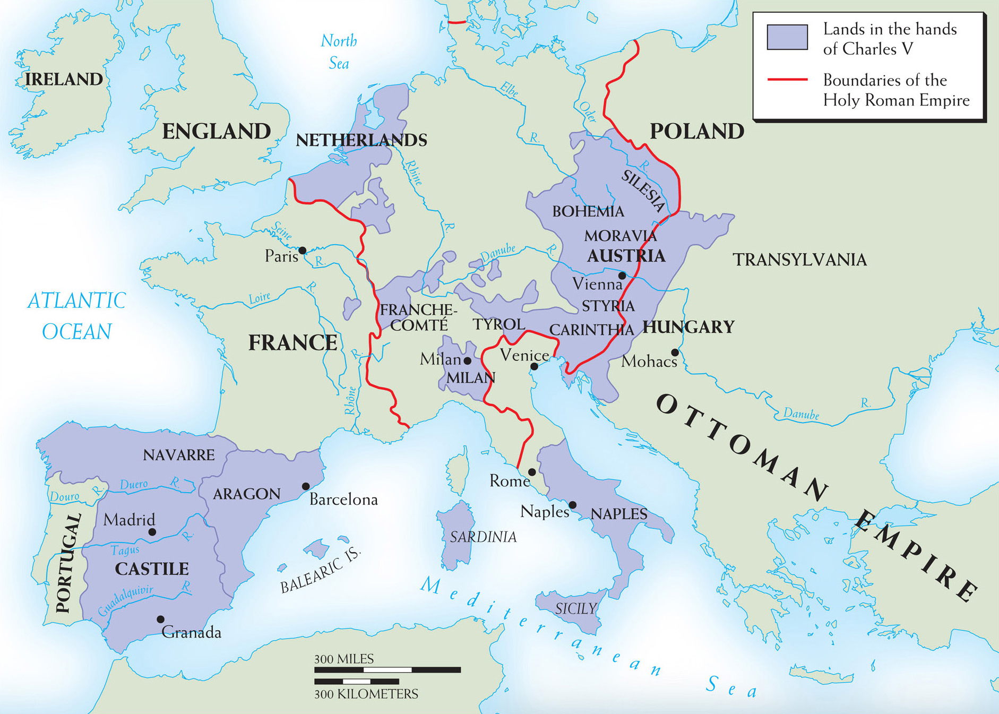 Lands in the hands
of Charles V
Boundaries of the
Holy Roman Empire
North
Sea
IRELAND
ENGLAND
NETHERLANDS
Elbe
R.
Oder
R.
POLAND
Rhine
R.
SILESIA
BOHEMIA
MORAVIA
AUSTRIA
Seine
R.
Paris
Danube
R.
Vienna
TRANSYLVANIA
ATLANTIC
OCEAN
Loire
R.
FRANCHE-
COMTÉ
STYRIA
TYROL
CARINTHIA
HUNGARY
FRANCE
R.
Rhône
Milan
MILAN
Venice
Mohacs
Danube
R.
OTTOMAN
EMPIRE
NAVARRE
ARAGON
Barcelona
Duero
R.
Douro
R.
Madrid
Tagus
R.
PORTUGAL
CASTILE
Guadalquivir
R.
Granada
BALEARIC IS.
Rome
Naples
NAPLES
SARDINIA
SICILY
Mediterranean Sea
300 MILES
300 KILOMETERS